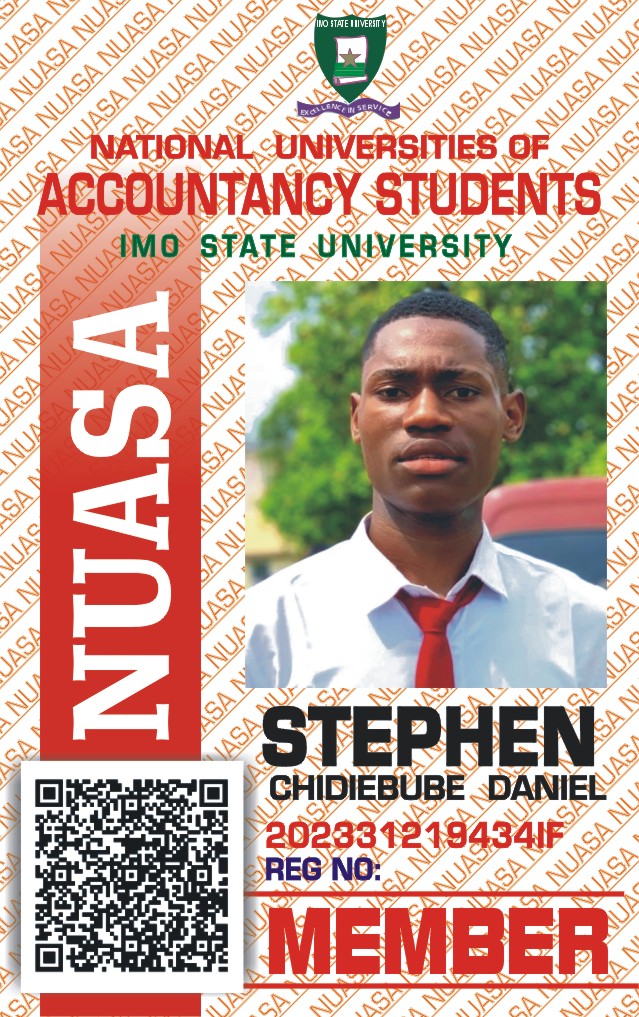 IMO STATE UNIVERSITY
EXCELLENCE IN SERVICE
NATIONAL UNIVERSITIES OF
ACCOUNTANCY STUDENTS
IMO STATE UNIVERSITY
NUASA
STEPHEN
CHIDIEBUBE DANIEL
202331219434IF
REG NO:
MEMBER